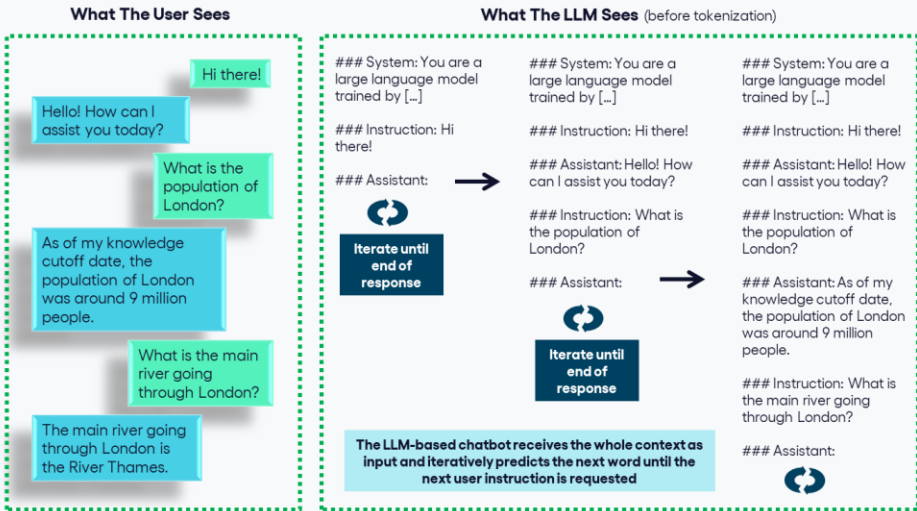 What The User Sees
Hi there!
Hello! How can I
assist you today?
What is the
population of
London?
As of my knowledge
cutoff date, the
population of London
was around 9 million
people.
What is the main
river going
through London?
The main river going
through London is
the River Thames.
What The LLM Sees (before tokenization)
### System: You are a
large language model
trained by [...]
### Instruction: Hi
there!
### Assistant:
Iterate until
end of
response
### System: You are a
large language model
trained by [...]
### Instruction: Hi there!
### Assistant: Hello! How
can I assist you today?
### Instruction: What is
the population of
London?
### Assistant:
Iterate until
end of
response
### System: You are a
large language model
trained by [...]
### Instruction: Hi there!
### Assistant: Hello! How
can I assist you today?
### Instruction: What is
the population of
London?
### Assistant: As of my
knowledge cutoff date,
the population of London
was around 9 million
people.
### Instruction: What is
the main river going
through London?
### Assistant:
The LLM-based chatbot receives the whole context as
input and iteratively predicts the next word until the
next user instruction is requested